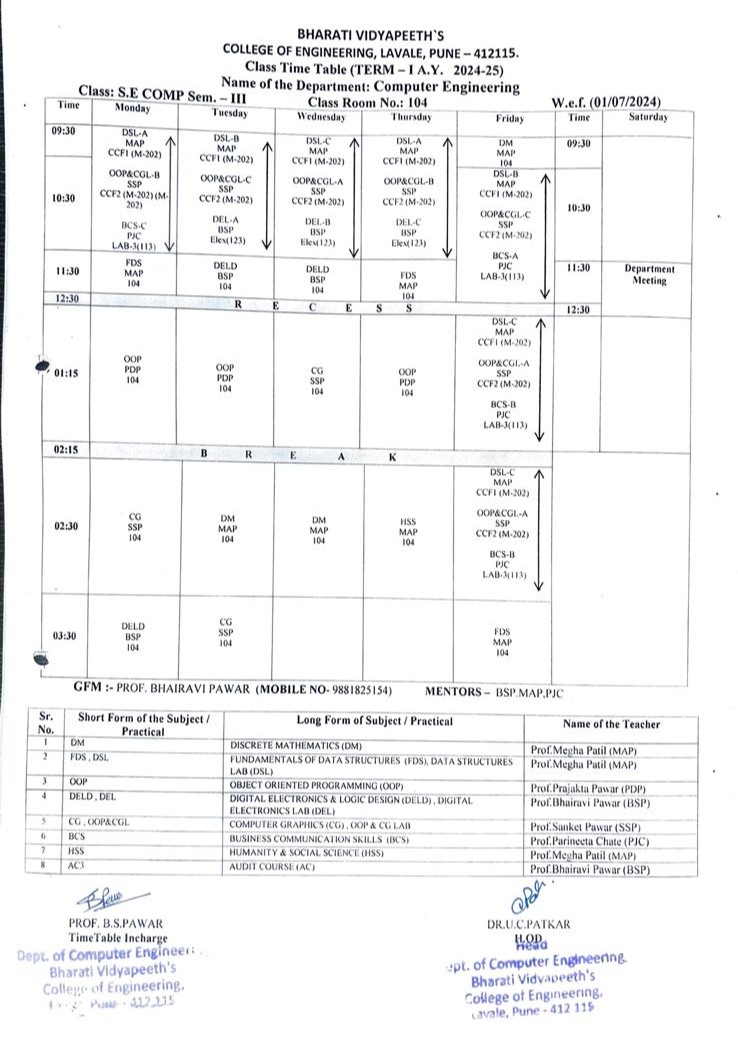 BHARATI VIDYAPEETH`S
COLLEGE OF ENGINEERING, LAVALE, PUNE – 412115.
Class Time Table (TERM – I A.Y. 2024-25)
Name of the Department: Computer Engineering
Class: S.E COMP Sem. – III
Class Room No.: 104
W.e.f. (01/07/2024)
Time Monday Tuesday Wednesday Thursday Friday Time Saturday
09:30
DSL-A
MAP
CCF1 (M-202)
DSL-B
MAP
CCF1 (M-202)
DSL-C
MAP
CCF1 (M-202)
DSL-A
MAP
CCF1 (M-202)
DM
MAP
104
09:30
10:30
OOP&CGL-B
SSP
CCF2 (M-202) (M-
202)
BCS-C
PJC
LAB-3(113)
OOP&CGL-C
SSP
CCF2 (M-202)
DEL-A
BSP
Elex(123)
OOP&CGL-A
SSP
CCF2 (M-202)
DEL-B
BSP
Elex(123)
OOP&CGL-B
SSP
CCF2 (M-202)
DEL-C
BSP
Elex(123)
DSL-B
MAP
CCF1 (M-202)
OOP&CGL-C
SSP
CCF2 (M-202)
BCS-A
PJC
LAB-3(113)
10:30
11:30
FDS
MAP
104
DELD
BSP
104
DELD
BSP
104
FDS
MAP
104
11:30
Department
Meeting
12:30 R E C E S S 12:30
01:15
OOP
PDP
104
OOP
PDP
104
CG
SSP
104
OOP
PDP
104
DSL-C
MAP
CCF1 (M-202)
OOP&CGL-A
SSP
CCF2 (M-202)
BCS-B
PJC
LAB-3(113)
02:15 B R E A K
02:30
CG
SSP
104
DM
MAP
104
DM
MAP
104
HSS
MAP
104
DSL-C
MAP
CCF1 (M-202)
OOP&CGL-A
SSP
CCF2 (M-202)
BCS-B
PJC
LAB-3(113)
03:30
DELD
BSP
104
CG
SSP
104
FDS
MAP
104
GFM :- PROF. BHAIRAVI PAWAR (MOBILE NO- 9881825154) MENTORS – BSP,MAP,PJC
Sr.
No.
Short Form of the Subject /
Practical
Long Form of Subject / Practical
Name of the Teacher
1 DM DISCRETE MATHEMATICS (DM) Prof.Megha Patil (MAP)
2 FDS , DSL FUNDAMENTALS OF DATA STRUCTURES (FDS), DATA STRUCTURES
LAB (DSL)
Prof.Megha Patil (MAP)
3 OOP OBJECT ORIENTED PROGRAMMING (OOP) Prof.Prajakta Pawar (PDP)
4 DELD , DEL DIGITAL ELECTRONICS & LOGIC DESIGN (DELD) , DIGITAL
ELECTRONICS LAB (DEL)
Prof.Bhairavi Pawar (BSP)
5 CG , OOP&CGL COMPUTER GRAPHICS (CG) , OOP & CG LAB Prof.Sanket Pawar (SSP)
6 BCS BUSINESS COMMUNICATION SKILLS (BCS) Prof.Parineeta Chate (PJC)
7 HSS HUMANITY & SOCIAL SCIENCE (HSS) Prof.Megha Patil (MAP)
8 AC3 AUDIT COURSE (AC) Prof.Bhairavi Pawar (BSP)
PROF. B.S.PAWAR
TimeTable Incharge
Dept. of Computer Engineeri
Bharati Vidyapeeth's
College of Engineering,
Pune - 412 115
DR.U.C.PATKAR
H.OD
Head
ept. of Computer Engineering
Bharati Vidyapeeth's
College of Engineering,
Lavale, Pune - 412 115